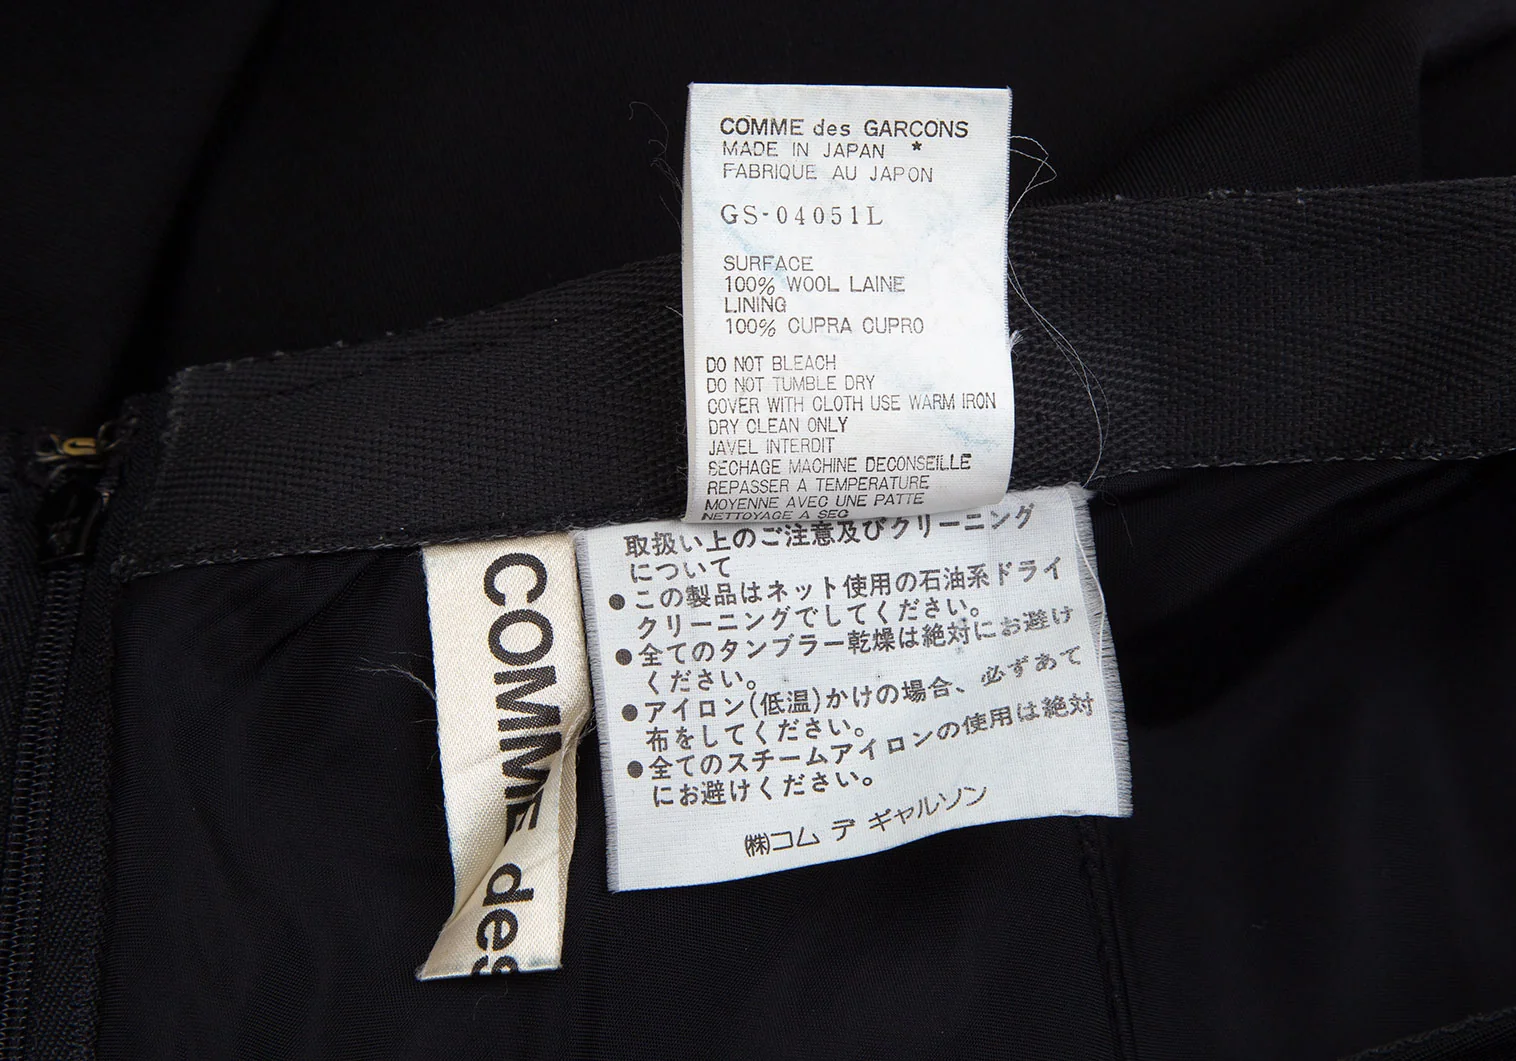 COMME des GARCONS
MADE IN JAPAN *
FABRIQUE AU JAPON
GS-04051L
SURFACE
100% WOOL LAINE
LINING
100% CUPRA CUPRO
DO NOT BLEACH
DO NOT TUMBLE DRY
COVER WITH CLOTH USE WARM IRON
DRY CLEAN ONLY
JAVEL INTERDIT
SECHAGE MACHINE DECONSEILLE
REPASSER A TEMPERATURE
MOYENNE AVEC UNE PATTE
NETTOYAGE A SEC
取扱い上のご注意及びクリーニング
について
●この製品はネット使用の石油系ドライ
クリーニングでしてください。
●全てのタンブラー乾燥は絶対にお避け
ください。
●アイロン(低温)かけの場合、必ずあて
布をしてください。
●全てのスチームアイロンの使用は絶対
にお避けください。
㈱コム デ ギャルソン
COMME des